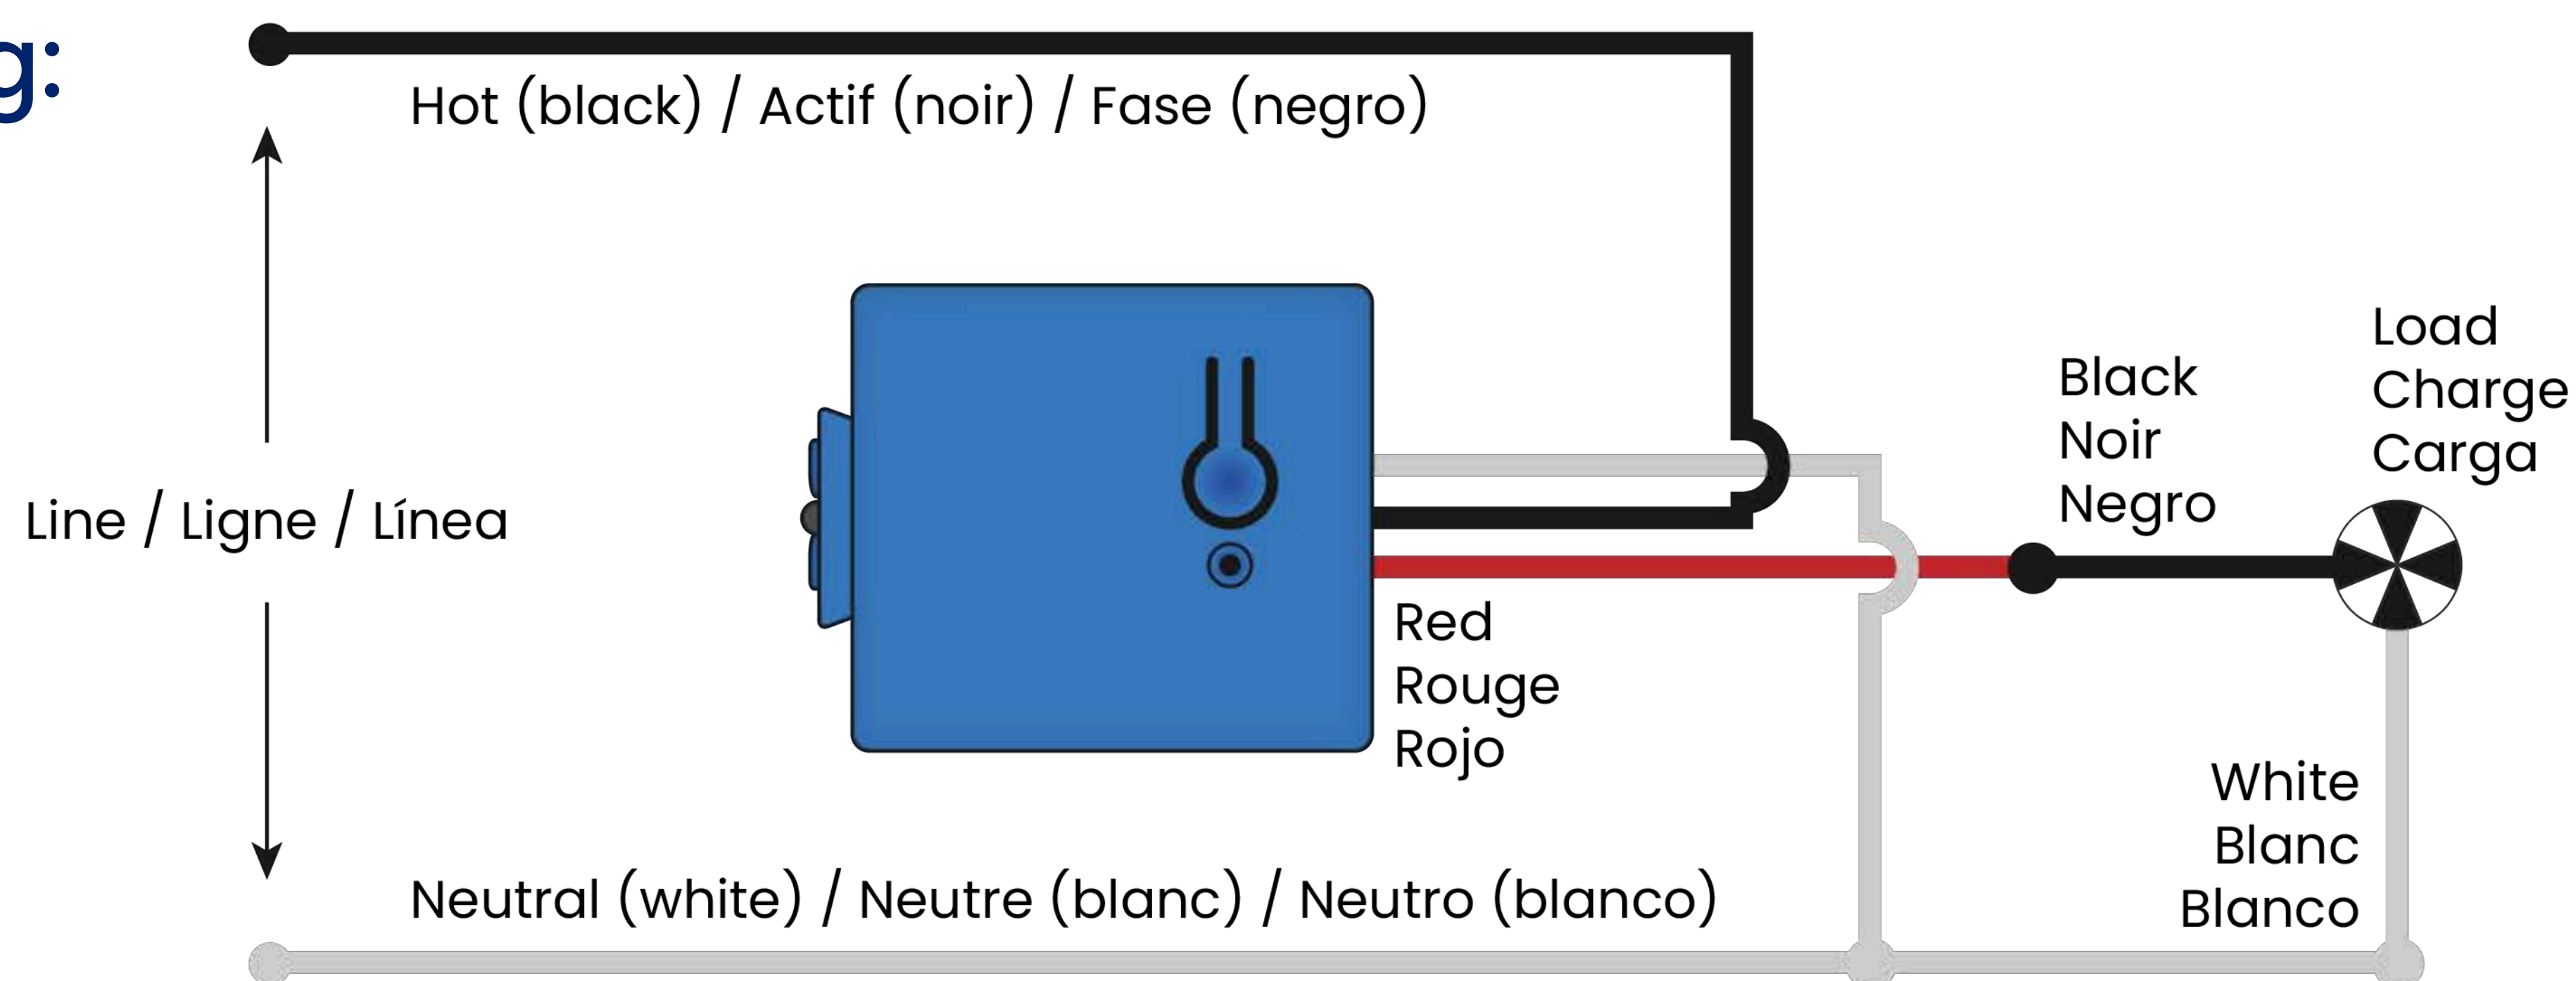 g:
Hot (black) / Actif (noir) / Fase (negro)
Line / Ligne / Línea
Load
Charge
Carga
Black
Noir
Negro
Red
Rouge
Rojo
White
Blanc
Blanco
Neutral (white) / Neutre (blanc) / Neutro (blanco)